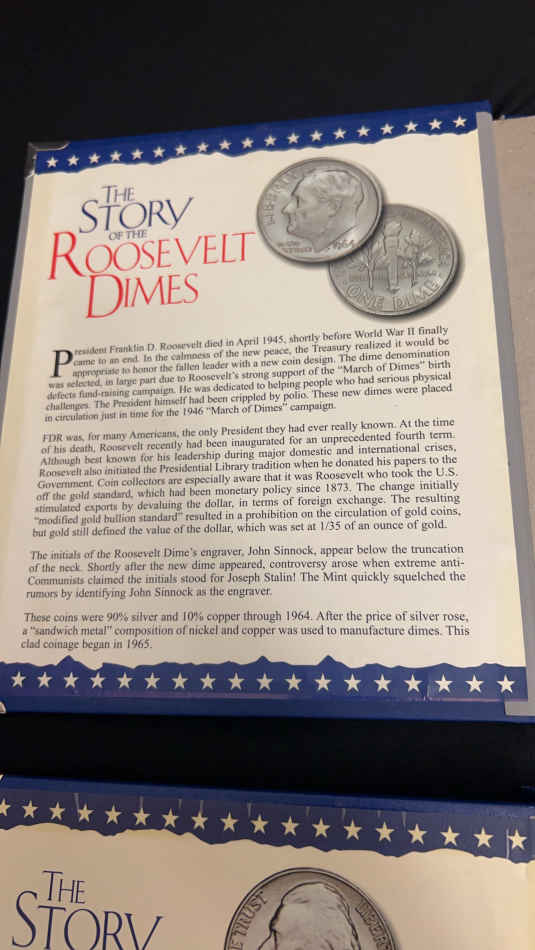 THE
STORY
OF THE
ROOSEVELT
DIMES
LIBERTY
IN GOD
WE TRUST
1964
ONE DIME
President Franklin D. Roosevelt died in April 1945, shortly before World War II finally
came to an end. In the calmness of the new peace, the Treasury realized it would be
appropriate to honor the fallen leader with a new coin design. The dime denomination
was selected, in large part due to Roosevelt's strong support of the “March of Dimes” birth
defects fund-raising campaign. He was dedicated to helping people who had serious physical
challenges. The President himself had been crippled by polio. These new dimes were placed
in circulation just in time for the 1946 “March of Dimes” campaign.
FDR was, for many Americans, the only President they had ever really known. At the time
of his death, Roosevelt recently had been inaugurated for an unprecedented fourth term.
Although best known for his leadership during major domestic and international crises,
Roosevelt also initiated the Presidential Library tradition when he donated his papers to the
Government. Coin collectors are especially aware that it was Roosevelt who took the U.S.
off the gold standard, which had been monetary policy since 1873. The change initially
stimulated exports by devaluing the dollar, in terms of foreign exchange. The resulting
“modified gold bullion standard” resulted in a prohibition on the circulation of gold coins,
but gold still defined the value of the dollar, which was set at 1/35 of an ounce of gold.
The initials of the Roosevelt Dime's engraver, John Sinnock, appear below the truncation
of the neck. Shortly after the new dime appeared, controversy arose when extreme anti-
Communists claimed the initials stood for Joseph Stalin! The Mint quickly squelched the
rumors by identifying John Sinnock as the engraver.
These coins were 90% silver and 10% copper through 1964. After the price of silver rose,
a “sandwich metal” composition of nickel and copper was used to manufacture dimes. This
clad coinage began in 1965.
THE
STORY
WE TRUST
LIBERTY